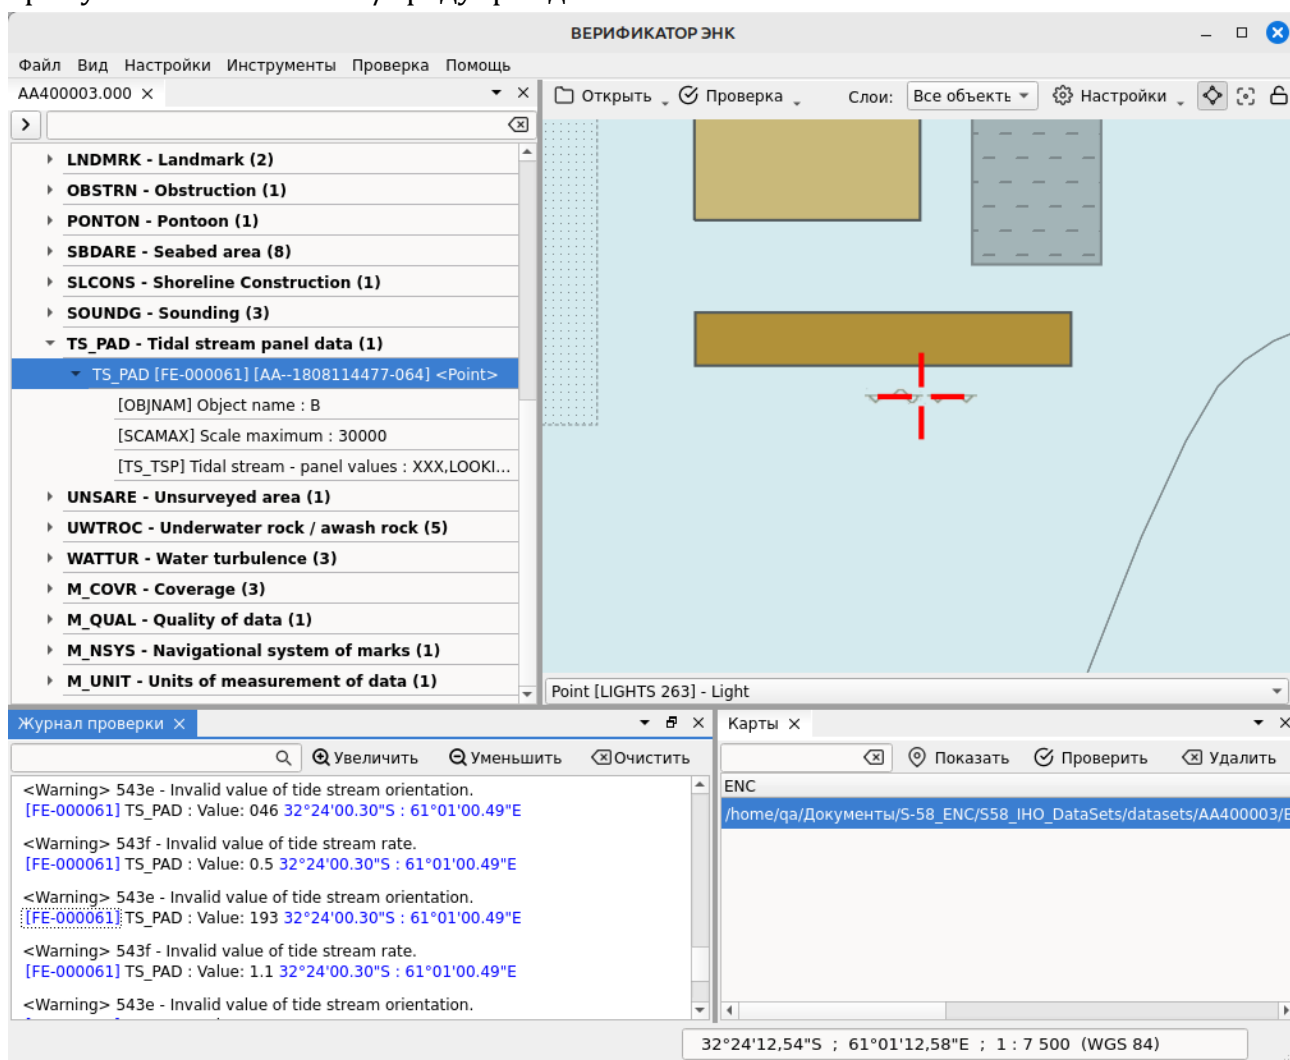 ВЕРИФИКАТОР ЭНК
Файл Вид Настройки Инструменты Проверка Помощь
AA400003.000
Открыть Проверка Слои: Все объекть Настройки
LNDMRK - Landmark (2)
OBSTRN - Obstruction (1)
PONTON - Pontoon (1)
SBDARE - Seabed area (8)
SLCONS - Shoreline Construction (1)
SOUNDG - Sounding (3)
TS_PAD - Tidal stream panel data (1)
TS_PAD [FE-000061] [AA--1808114477-064] <Point>
[OBJNAM] Object name : B
[SCAMAX] Scale maximum : 30000
[TS_TSP] Tidal stream - panel values : XXX,LOOKI...
UNSARE - Unsurveyed area (1)
UWTROC - Underwater rock / awash rock (5)
WATTUR - Water turbulence (3)
M_COVR - Coverage (3)
M_QUAL - Quality of data (1)
M_NSYS - Navigational system of marks (1)
M_UNIT - Units of measurement of data (1)
Point [LIGHTS 263] - Light
Журнал проверки
Увеличить Уменьшить Очистить
<Warning> 543e - Invalid value of tide stream orientation.
[FE-000061] TS_PAD : Value: 046 32°24'00.30"S : 61°01'00.49"E
<Warning> 543f - Invalid value of tide stream rate.
[FE-000061] TS_PAD : Value: 0.5 32°24'00.30"S : 61°01'00.49"E
<Warning> 543e - Invalid value of tide stream orientation.
[FE-000061] TS_PAD : Value: 193 32°24'00.30"S : 61°01'00.49"E
<Warning> 543f - Invalid value of tide stream rate.
[FE-000061] TS_PAD : Value: 1.1 32°24'00.30"S : 61°01'00.49"E
<Warning> 543e - Invalid value of tide stream orientation.
Карты
Показать Проверить Удалить
ENC
/home/qa/Документы/S-58_ENC/S58_IHO_DataSets/datasets/AA400003/E
32°24'12,54"S ; 61°01'12,58"E ; 1 : 7 500 (WGS 84)